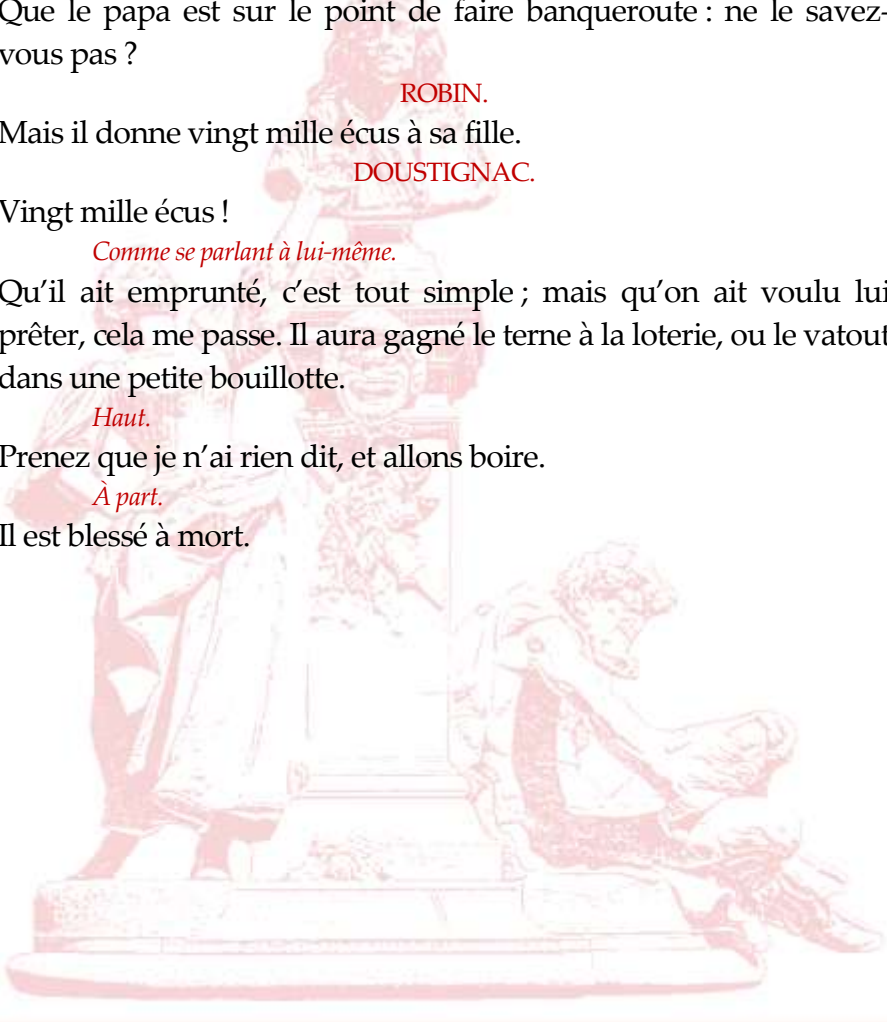 Que le papa est sur le point de faire banqueroute : ne le savez-
vous pas ?
ROBIN.
Mais il donne vingt mille écus à sa fille.
DOUSTIGNAC.
Vingt mille écus !
Comme se parlant à lui-même.
Qu’il ait emprunté, c’est tout simple ; mais qu’on ait voulu lui
prêter, cela me passe. Il aura gagné le terne à la loterie, ou le vatout
dans une petite bouillotte.
Haut.
Prenez que je n’ai rien dit, et allons boire.
À part.
Il est blessé à mort.